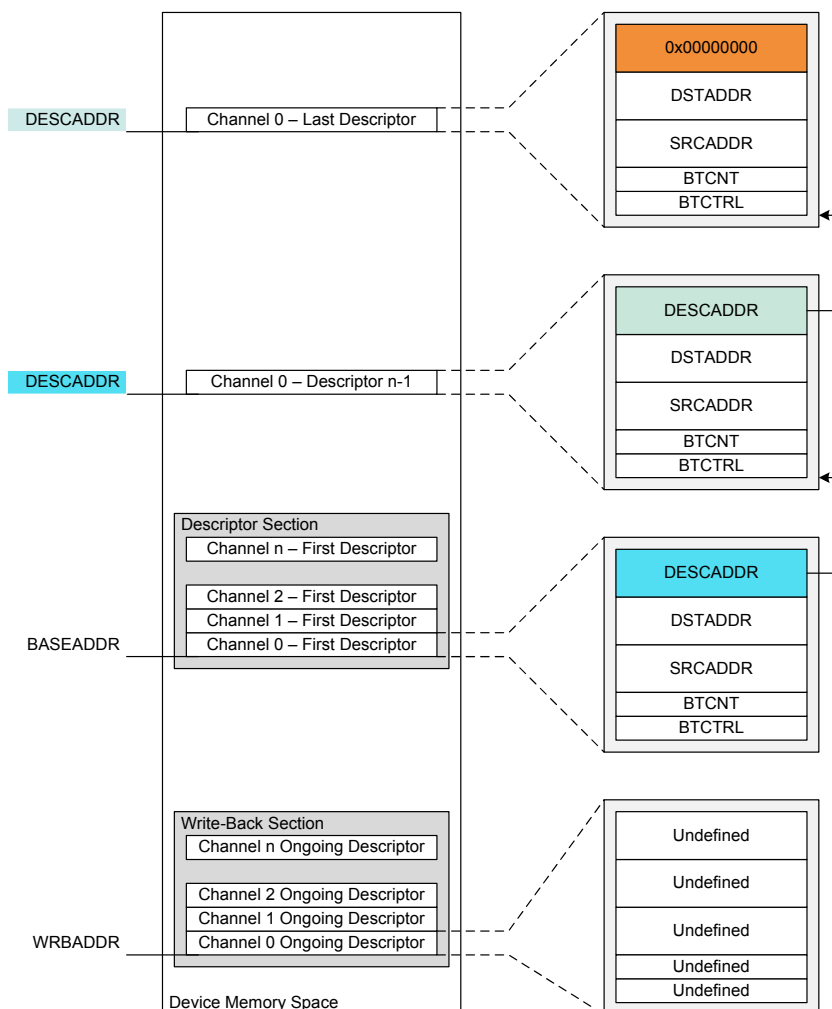 0x00000000
DSTADDR
SRCADDR
BTCNT
BTCTRL
DESCADDR
Channel 0 – Last Descriptor
DESCADDR
DSTADDR
SRCADDR
BTCNT
BTCTRL
DESCADDR
Channel 0 – Descriptor n-1
Descriptor Section
Channel n – First Descriptor
Channel 2 – First Descriptor
Channel 1 – First Descriptor
Channel 0 – First Descriptor
BASEADDR
DESCADDR
DSTADDR
SRCADDR
BTCNT
BTCTRL
Write-Back Section
Channel n Ongoing Descriptor
Channel 2 Ongoing Descriptor
Channel 1 Ongoing Descriptor
Channel 0 Ongoing Descriptor
WRBADDR
Undefined
Undefined
Undefined
Undefined
Undefined
Device Memory Space